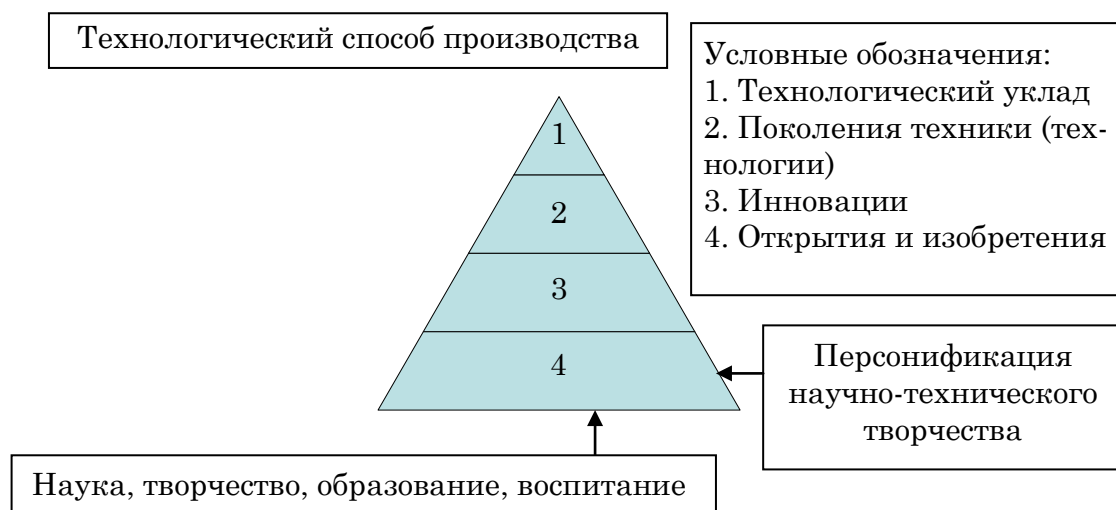 Технологический способ производства
Условные обозначения:
1. Технологический уклад
2. Поколения техники (тех-
нологии)
3. Инновации
4. Открытия и изобретения
1
2
3
4
Персонификация
научно-технического
творчества
Наука, творчество, образование, воспитание